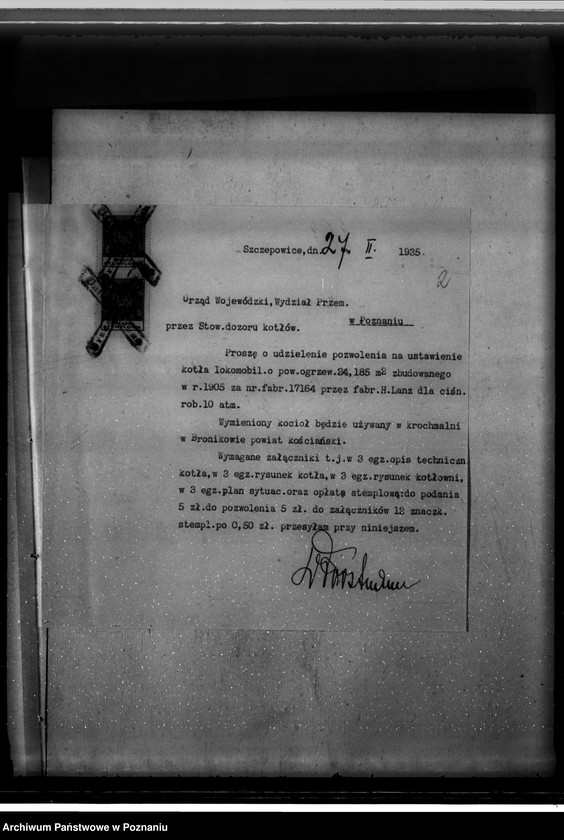 Szczepowice,dn. 27 II. 1935.
2
Urząd Wojewódzki,Wydział Przem.
w Poznaniu
przez Stow.dozoru kotłów.
Proszę o udzielenie pozwolenia na ustawienie
kotła lokomobil.o pow.ogrzew.24,185 m2 zbudowanego
w r.1905 za nr.fabr.17164 przez fabr.H.Lanz dla ciśn.
rob.10 atm.
Wymieniony kocioł będzie używany w krochmalni
w Bronikowie powiat kościański.
Wymagane załączniki t.j.w 3 egz.opis techniczn
kotła,w 3 egz.rysunek kotła,w 3 egz.rysunek kotłowni,
w 3 egz.plan sytuac.oraz opłatę stemplową:do podania
5 zł.do pozwolenia 5 zł. do załączników 12 znaczk.
stempl.po 0,50 zł. przesyłam przy niniejszem.
Archiwum Państwowe w Poznaniu